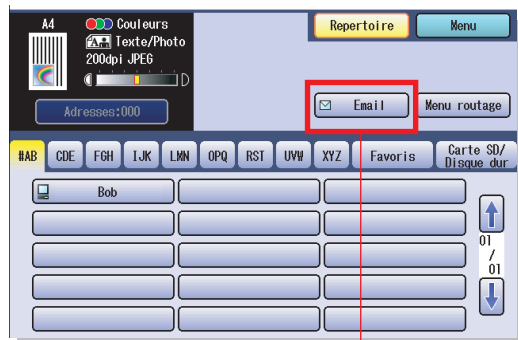 A4
Couleurs
A
Texte/Photo
200dpi JPEG
D
Adresses:000
Repertoire
Menu
Email
Menu routage
#AB
CDE
FGH
IJK
LMN
OPQ
RST
UVW
XYZ
Favoris
Carte SD/
Disque dur
Bob
01
/
01